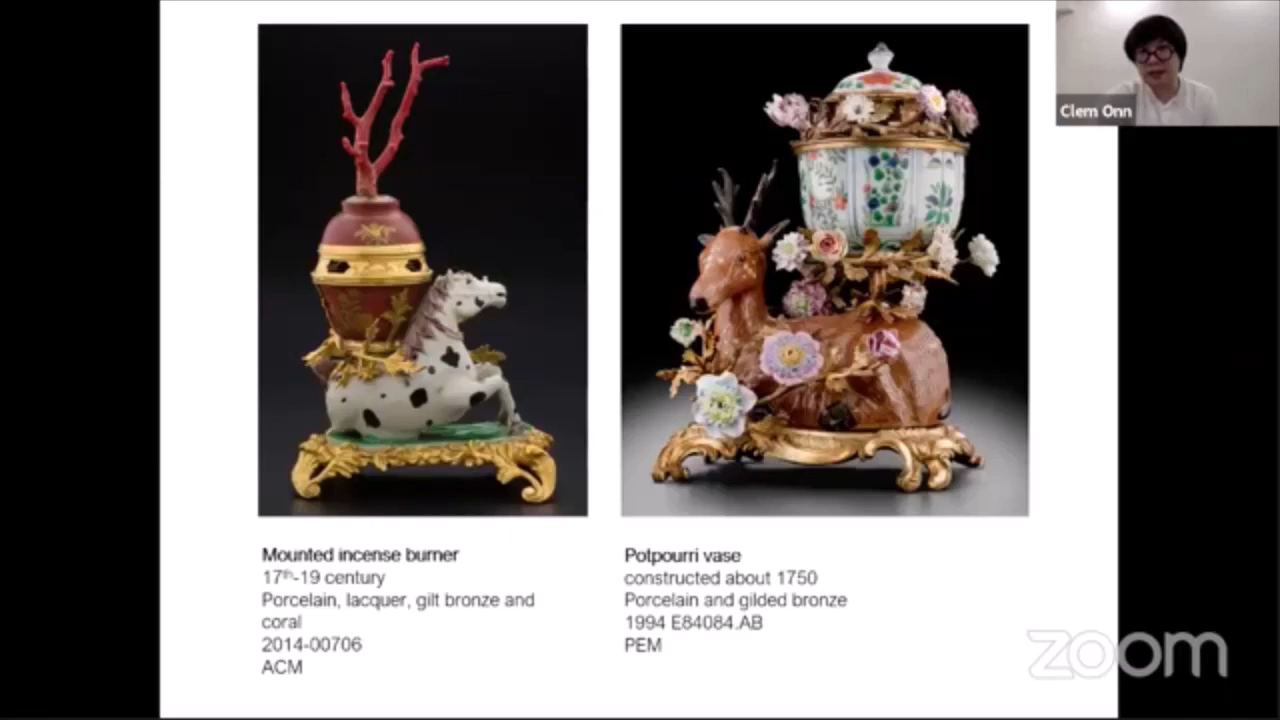 Clem Onn
Mounted incense burner
17th-19 century
Porcelain, lacquer, gilt bronze and
coral
2014-00706
ACM
Potpourri vase
constructed about 1750
Porcelain and gilded bronze
1994 E84084.AB
PEM
zoom